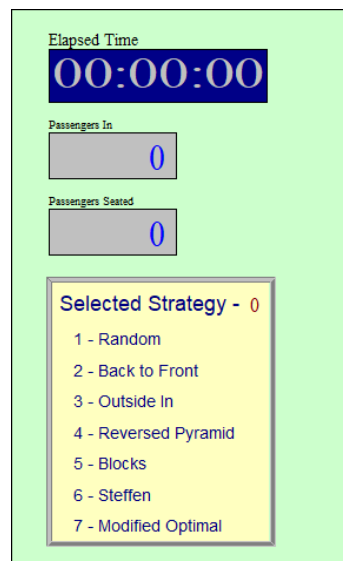 Elapsed Time
00:00:00
Passengers In
0
Passengers Seated
0
Selected Strategy - 0
1 - Random
2 - Back to Front
3 - Outside In
4 - Reversed Pyramid
5 - Blocks
6 - Steffen
7 - Modified Optimal